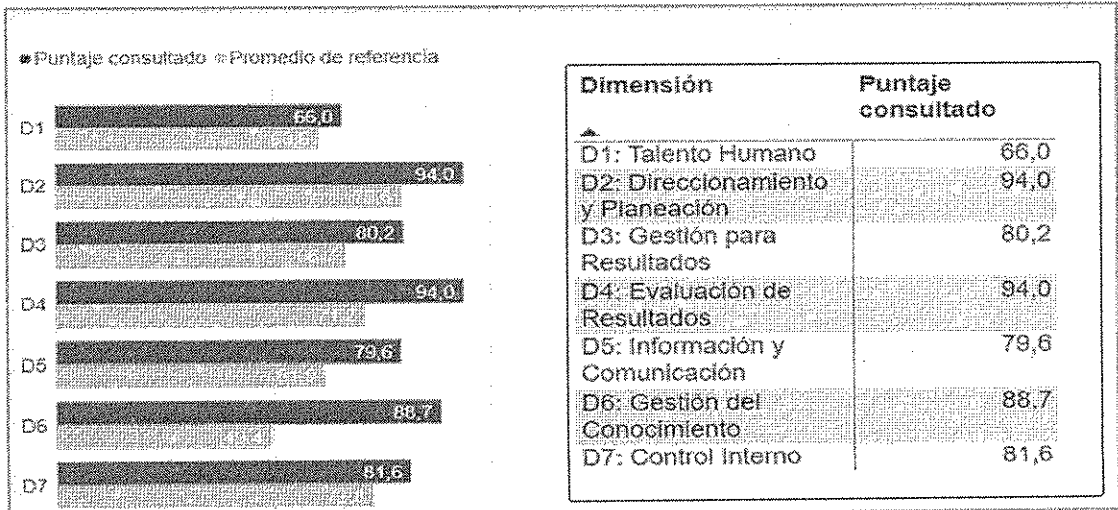 Puntaje consultado Promedio de referencia
D1 66,0
D2 94,0
D3 80,2
D4 94,0
D5 79,6
D6 88,7
D7 81,6
Dimensión Puntaje
consultado
D1: Talento Humano 66,0
D2: Direccionamiento 94,0
y Planeación
D3: Gestión para 80,2
Resultados
D4: Evaluación de 94,0
Resultados
D5: Información y 79,6
Comunicación
D6: Gestión del 88,7
Conocimiento
D7: Control Interno 81,6